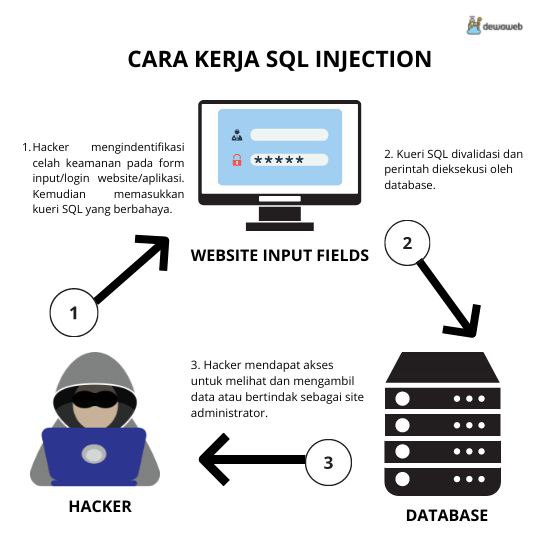 dewaweb
CARA KERJA SQL INJECTION
1. Hacker mengindentifikasi
celah keamanan pada form
input/login website/aplikasi.
Kemudian memasukkan
kueri SQL yang berbahaya.
*****
2. Kueri SQL divalidasi dan
perintah dieksekusi oleh
database.
WEBSITE INPUT FIELDS
1
2
3. Hacker mendapat akses
untuk melihat dan mengambil
data atau bertindak sebagai site
administrator.
3
HACKER
DATABASE